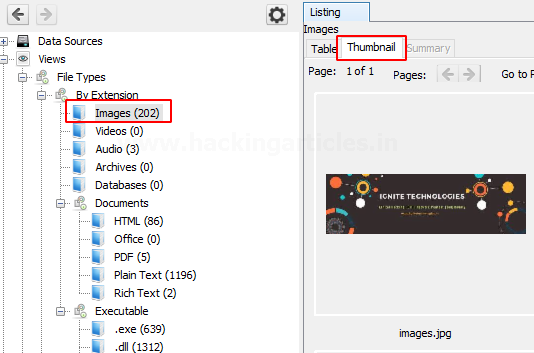 Data Sources
Views
File Types
By Extension
Images (202)
Videos (0)
Audio (3)
Archives (0)
Databases (0)
Documents
HTML (86)
Office (0)
PDF (5)
Plain Text (1196)
Rich Text (2)
Executable
.exe (639)
.dll (1312)
Listing
Images
Table Thumbnail Summary
Page: 1 of 1 Pages: Go to P
IGNITE TECHNOLOGIES
images.jpg
www.hackingarticles.in